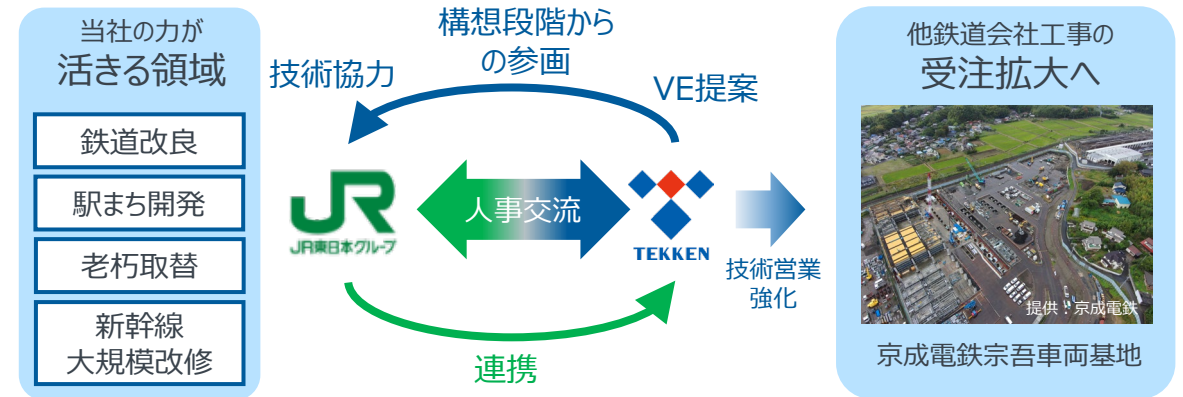 当社の力が
活きる領域
鉄道改良
駅まち開発
老朽取替
新幹線
大規模改修
構想段階から
の参画
技術協力
VE提案
JR
JR東日本グループ
人事交流
TEKKEN
連携
技術営業
強化
他鉄道会社工事の
受注拡大へ
提供：京成電鉄
京成電鉄宗吾車両基地